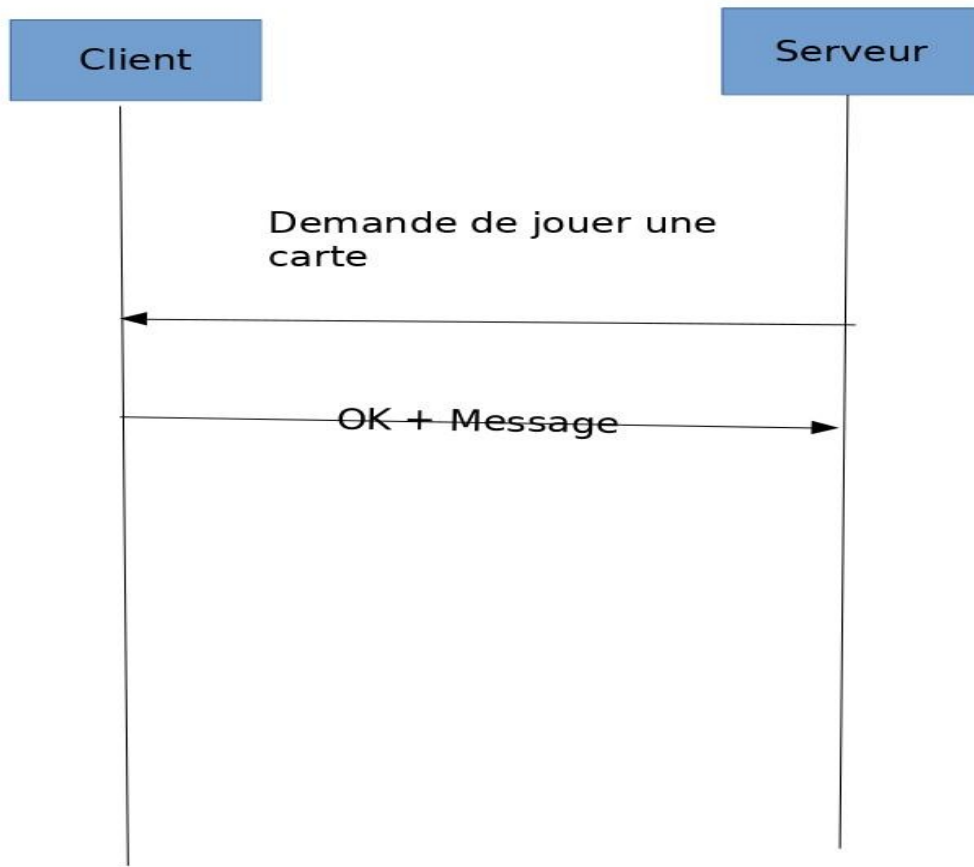 Client
Serveur
Demande de jouer une
carte
OK + Message